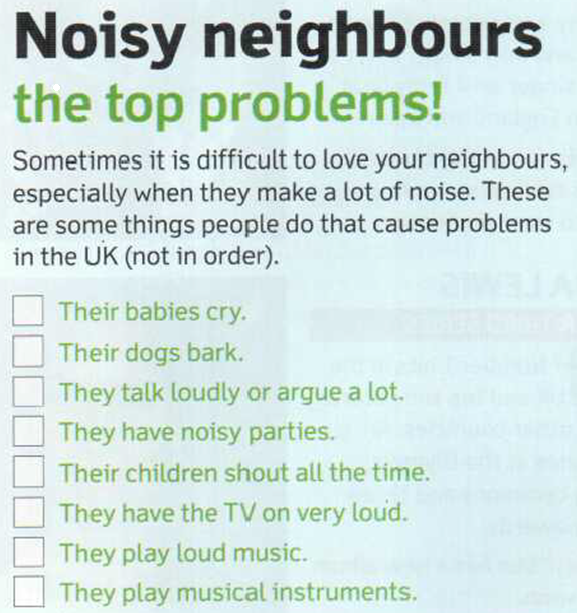 Noisy neighbours
the top problems!
Sometimes it is difficult to love your neighbours,
especially when they make a lot of noise. These
are some things people do that cause problems
in the UK (not in order).
Their babies cry.
Their dogs bark.
They talk loudly or argue a lot.
They have noisy parties.
Their children shout all the time.
They have the TV on very loud.
They play loud music.
They play musical instruments.